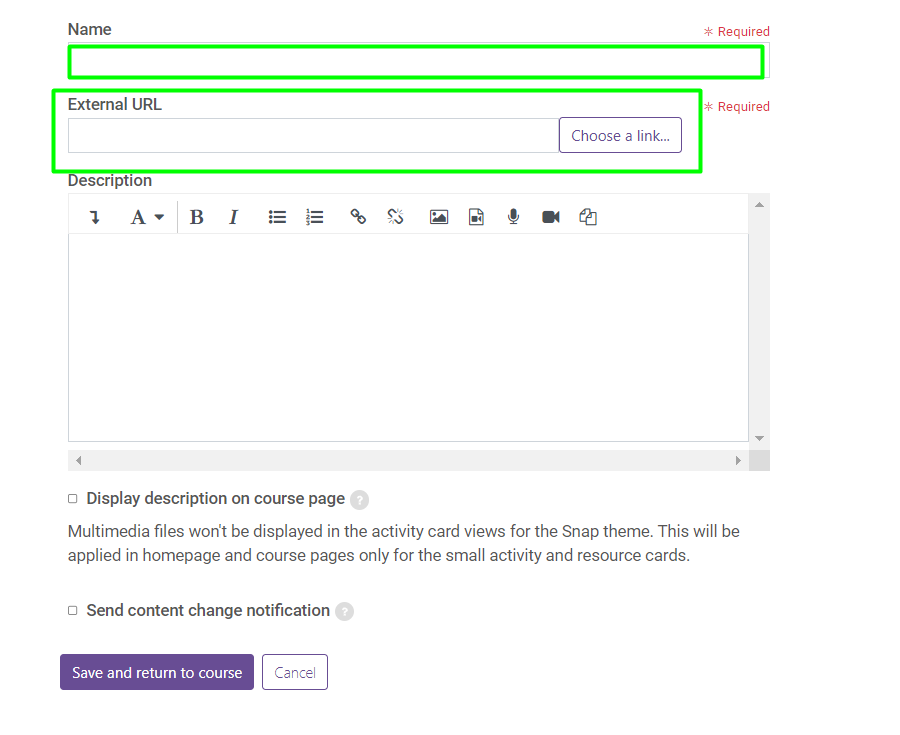 Name
Required
External URL
Required
Choose a link...
Description
A B I
Display description on course page ?
Multimedia files won't be displayed in the activity card views for the Snap theme. This will be
applied in homepage and course pages only for the small activity and resource cards.
Send content change notification ?
Save and return to course Cancel